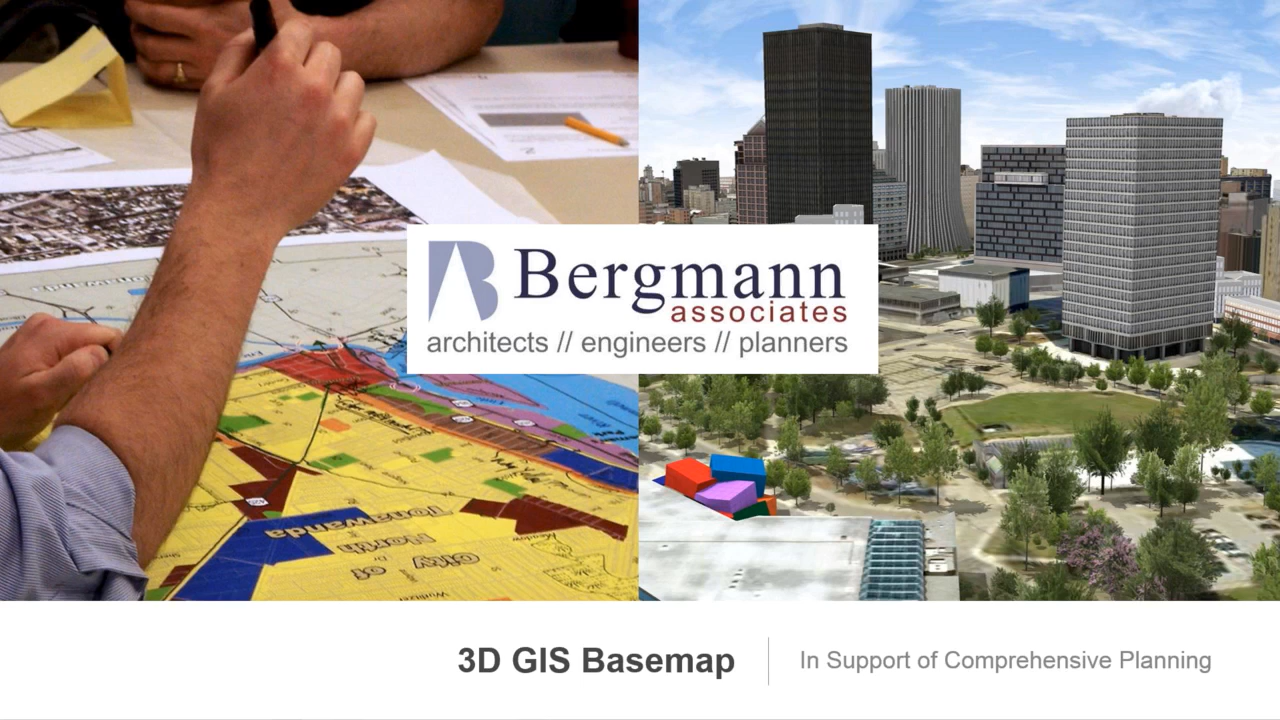 Bergmann
associates
architects // engineers // planners
City of
North
Tonawanda
3D GIS Basemap
In Support of Comprehensive Planning